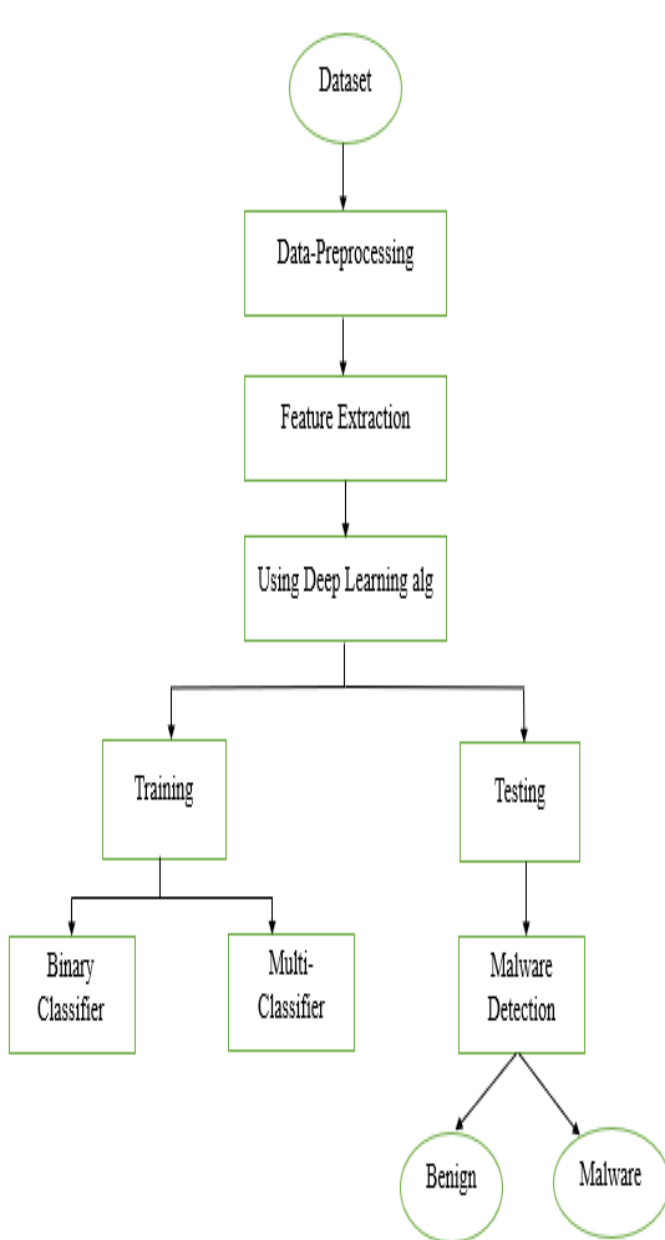 Dataset
Data-Preprocessing
Feature Extraction
Using Deep Learning alg
Training
Testing
Binary
Classifier
Multi-
Classifier
Malware
Detection
Benign
Malware